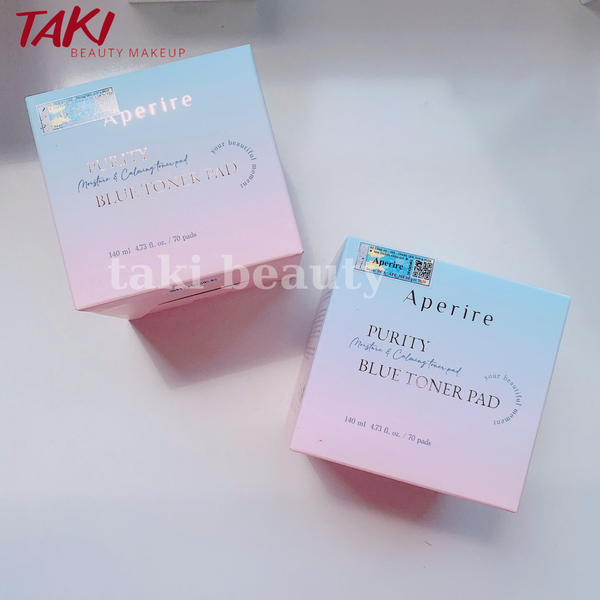 TAKI
BEAUTY MAKEUP
Aperire
PURITY
Moisture & Calming toner pad
BLUE TONER PAD
your beautiful moment
140 ml 4.73 fl. oz. / 70 pads
taki beauty
Aperire
Aperire
PURITY
Moisture & Calming toner pad
BLUE TONER PAD
your beautiful moment
140 ml 4.73 fl. oz. / 70 pads